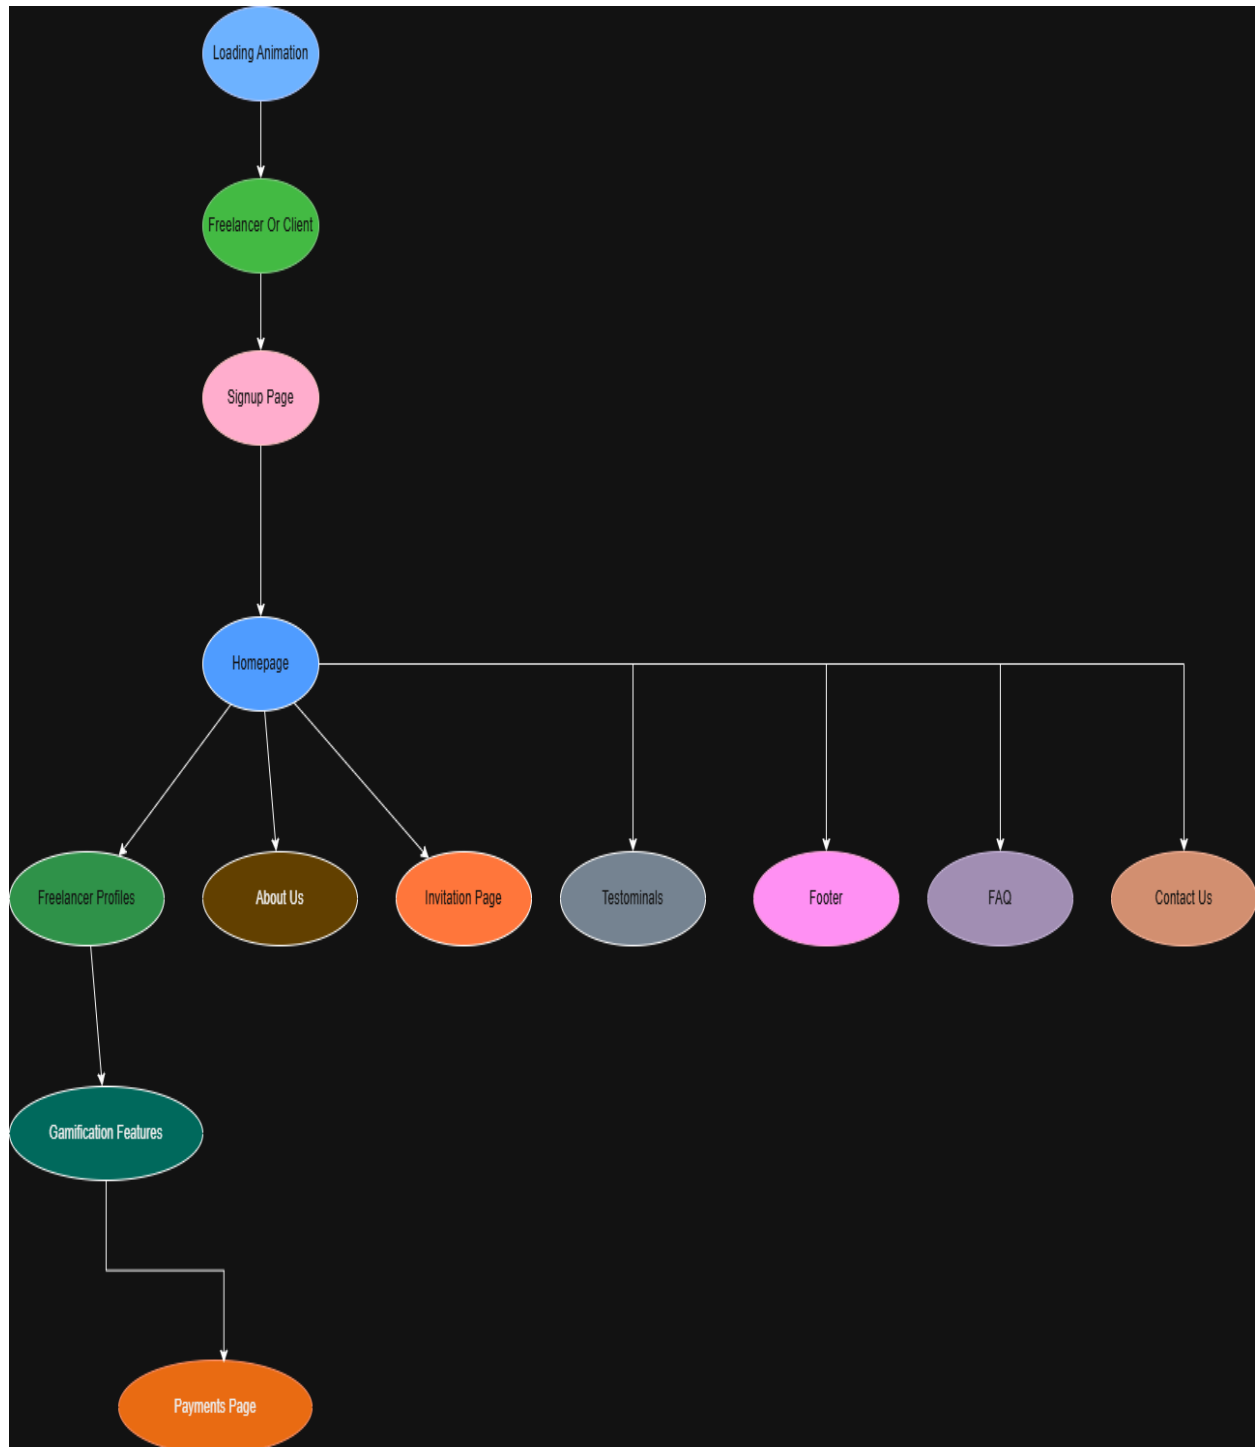 Loading Animation
Freelancer Or Client
Signup Page
Homepage
Freelancer Profiles
About Us
Invitation Page
Testominals
Footer
FAQ
Contact Us
Gamification Features
Payments Page